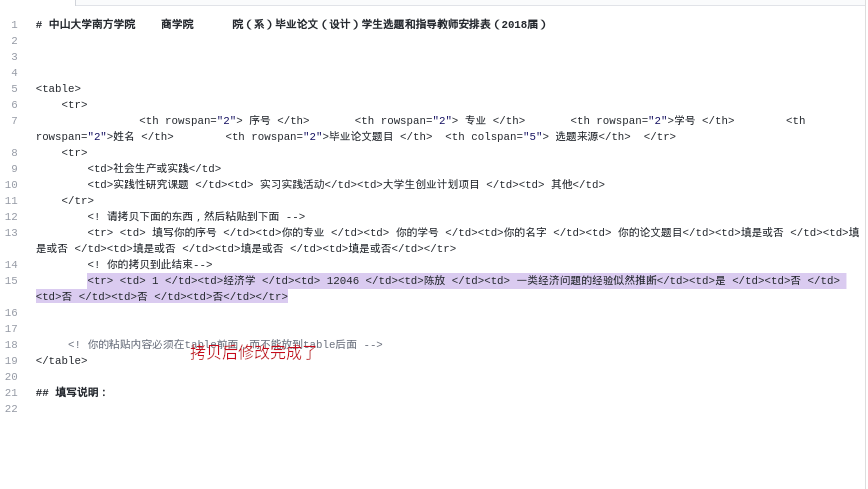 1 # 中山大学南方学院 商学院 院（系）毕业论文（设计）学生选题和指导教师安排表（2018届）
2
3
4
5 <table>
6 <tr>
7 <th rowspan="2"> 序号 </th> <th rowspan="2"> 专业 </th> <th rowspan="2">学号 </th> <th
rowspan="2">姓名 </th> <th rowspan="2">毕业论文题目 </th> <th colspan="5"> 选题来源</th> </tr>
8 <tr>
9 <td>社会生产或实践</td>
10 <td>实践性研究课题 </td><td> 实习实践活动</td><td>大学生创业计划项目 </td><td> 其他</td>
11 </tr>
12 <! 请拷贝下面的东西，然后粘贴到下面 -->
13 <tr> <td> 填写你的序号 </td><td>你的专业 </td><td> 你的学号 </td><td>你的名字 </td><td> 你的论文题目</td><td>填是或否 </td><td>填
是或否 </td><td>填是或否 </td><td>填是或否 </td><td>填是或否</td></tr>
14 <! 你的拷贝到此结束-->
15 <tr> <td> 1 </td><td>经济学 </td><td> 12046 </td><td>陈放 </td><td> 一类经济问题的经验似然推断</td><td>是 </td><td>否 </td>
<td>否 </td><td>否 </td><td>否</td></tr>
16
17
18 <! 你的粘贴内容必须在table前面，而不能放到table后面 -->
拷贝后修改完成了
19 </table>
20
21 ## 填写说明：
22